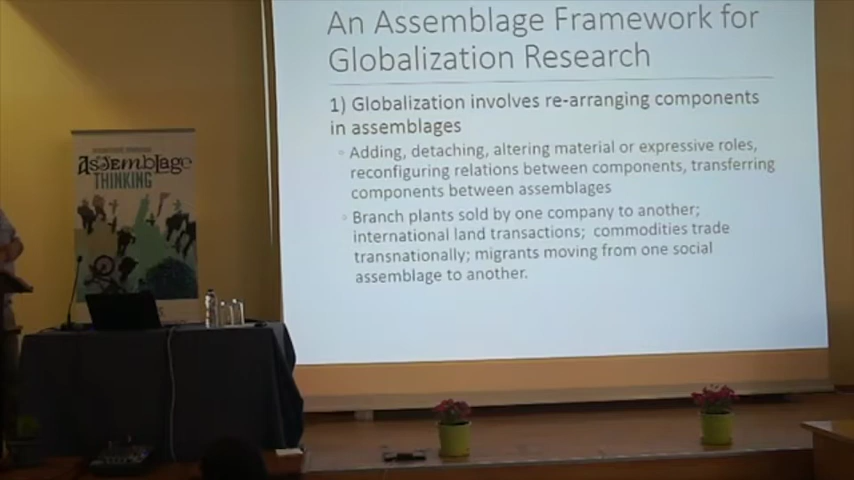 An Assemblage Framework for
Globalization Research
1) Globalization involves re-arranging components
in assemblages
◦ Adding, detaching, altering material or expressive roles,
reconfiguring relations between components, transferring
components between assemblages
◦ Branch plants sold by one company to another;
international land transactions; commodities trade
transnationally; migrants moving from one social
assemblage to another.
Assemblage
THINKING